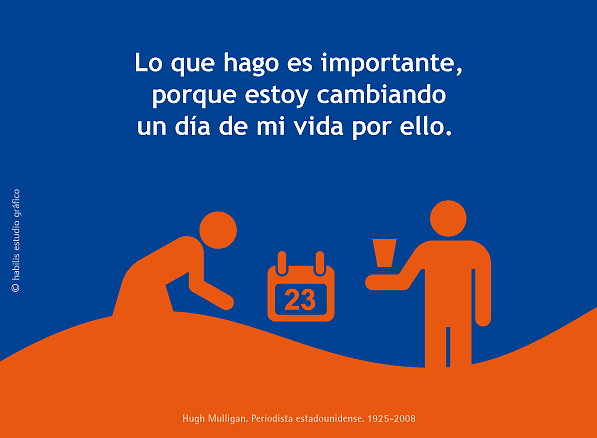 Lo que hago es importante,
porque estoy cambiando
un día de mi vida por ello.
© habilis estudio gráfico
23
Hugh Mulligan. Periodista estadounidense. 1925-2008